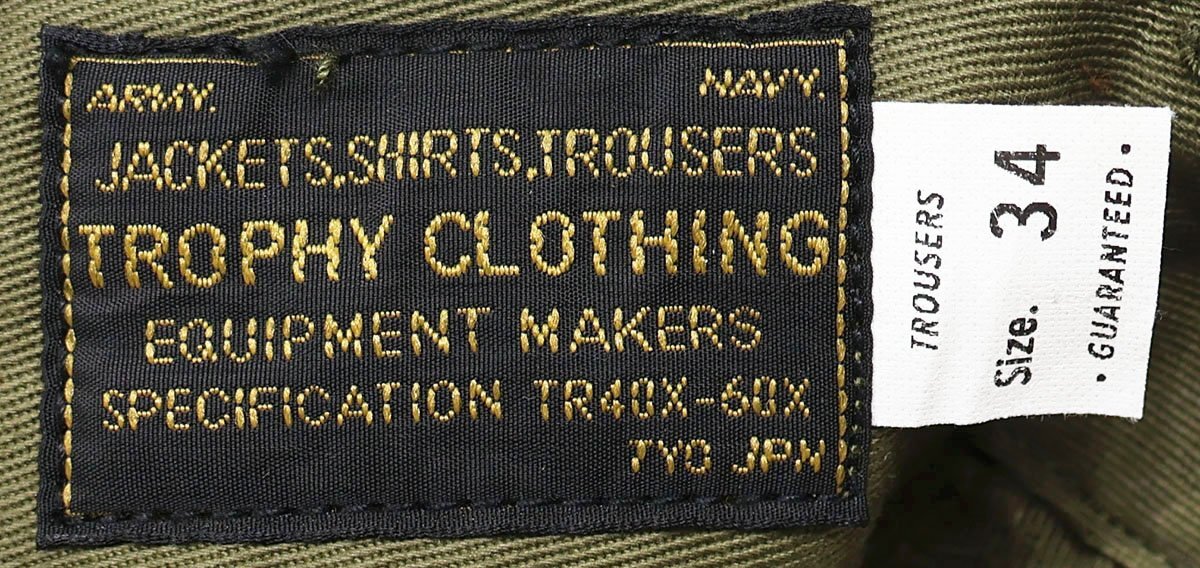 ARMY. NAVY.
JACKETS,SHIRTS,TROUSERS
TROPHY CLOTHING
EQUIPMENT MAKERS
SPECIFICATION TR40X-60X
TYO JPN
TROUSERS
Size. 34
• GUARANTEED •